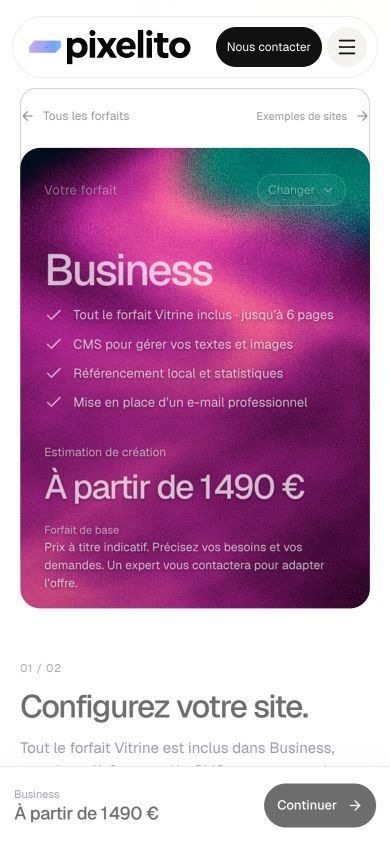 pixelito
Nous contacter
Tous les forfaits
Exemples de sites
Votre forfait
Changer
Business
Tout le forfait Vitrine inclus · jusqu'à 6 pages
CMS pour gérer vos textes et images
Référencement local et statistiques
Mise en place d'un e-mail professionnel
Estimation de création
À partir de 1 490 €
Forfait de base
Prix à titre indicatif. Précisez vos besoins et vos
demandes. Un expert vous contactera pour adapter
l'offre.
01 / 02
Configurez votre site.
Tout le forfait Vitrine est inclus dans Business,
Business
À partir de 1 490 €
Continuer